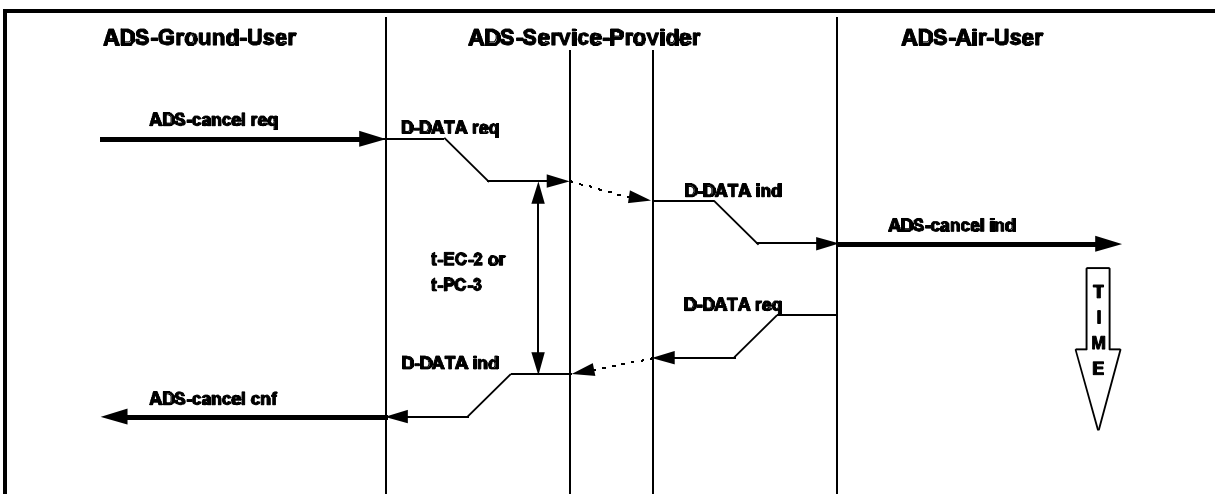 ADS-Ground-User
ADS-Service-Provider
ADS-Air-User
ADS-cancel req
D-DATA req
D-DATA ind
ADS-cancel ind
t-EC-2 or
t-PC-3
D-DATA req
D-DATA ind
ADS-cancel cnf
T
I
M
E